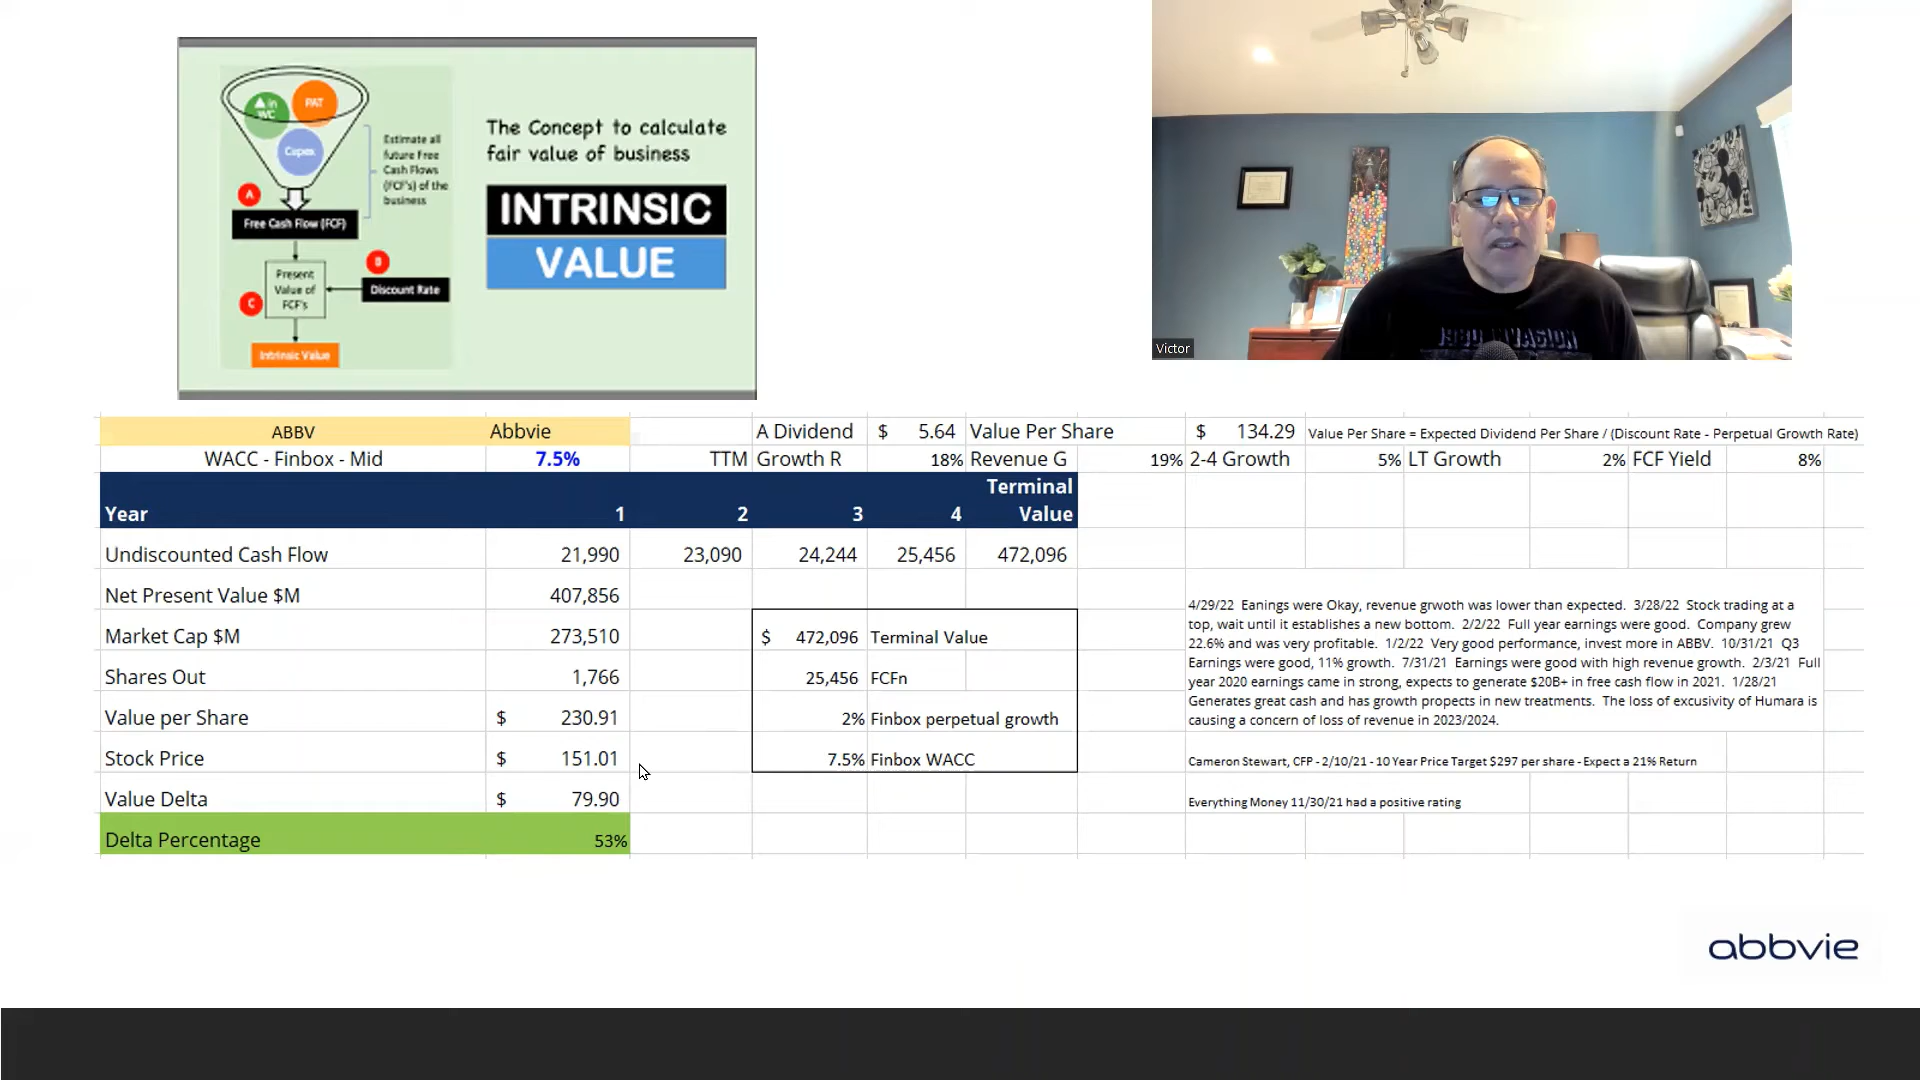 ▲ in
WC
PAT
Capex
Estimate all
future Free
Cash Flows
(FCF's) of the
business
A
Free Cash Flow (FCF)
B
Present
Value of
FCF's
Discount Rate
C
Intrinsic Value
The Concept to calculate
fair value of business
INTRINSIC
VALUE
Victor
ABBV Abbvie A Dividend $ 5.64 Value Per Share $ 134.29 Value Per Share = Expected Dividend Per Share / (Discount Rate - Perpetual Growth Rate)
WACC - Finbox - Mid 7.5% TTM Growth R 18% Revenue G 19% 2-4 Growth 5% LT Growth 2% FCF Yield 8%
Year 1 2 3 4 Terminal Value
Undiscounted Cash Flow 21,990 23,090 24,244 25,456 472,096
Net Present Value $M 407,856
Market Cap $M 273,510
Shares Out 1,766
Value per Share $ 230.91
Stock Price $ 151.01
Value Delta $ 79.90
Delta Percentage 53%
$ 472,096 Terminal Value
25,456 FCFn
2% Finbox perpetual growth
7.5% Finbox WACC
4/29/22 Eanings were Okay, revenue grwoth was lower than expected. 3/28/22 Stock trading at a
top, wait until it establishes a new bottom. 2/2/22 Full year earnings were good. Company grew
22.6% and was very profitable. 1/2/22 Very good performance, invest more in ABBV. 10/31/21 Q3
Earnings were good, 11% growth. 7/31/21 Earnings were good with high revenue growth. 2/3/21 Full
year 2020 earnings came in strong, expects to generate $20B+ in free cash flow in 2021. 1/28/21
Generates great cash and has growth propects in new treatments. The loss of excusivity of Humara is
causing a concern of loss of revenue in 2023/2024.
Cameron Stewart, CFP - 2/10/21 - 10 Year Price Target $297 per share - Expect a 21% Return
Everything Money 11/30/21 had a positive rating
abbvie